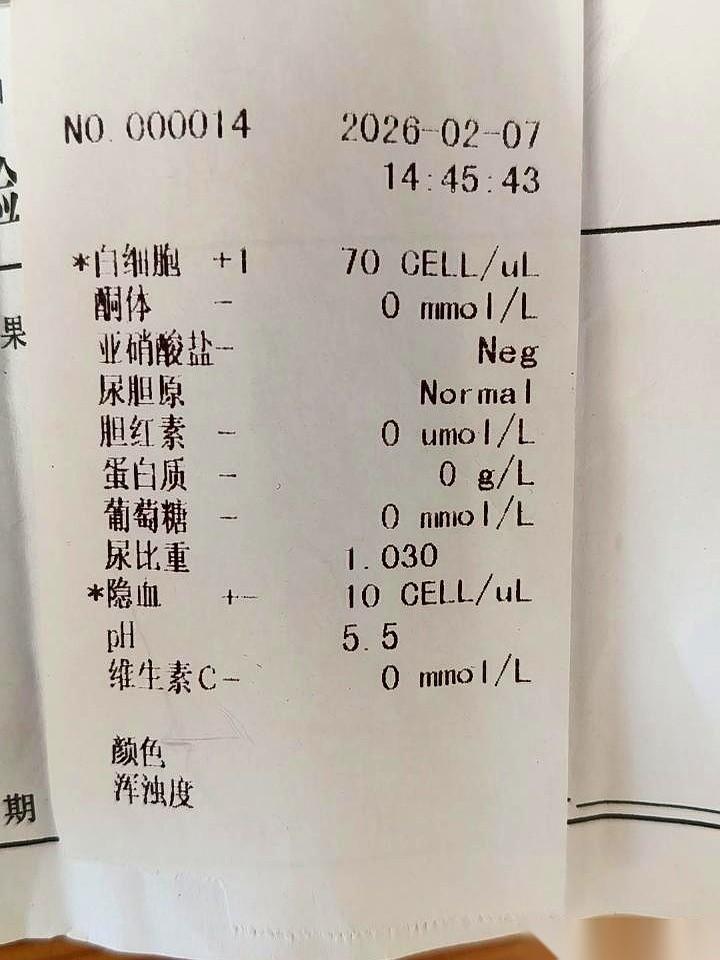 NO. 000014 2026-02-07
14:45:43
*白细胞 +1 70 CELL/uL
酮体 - 0 mmol/L
亚硝酸盐- Neg
尿胆原 Normal
胆红素 - 0 umol/L
蛋白质 - 0 g/L
葡萄糖 - 0 mmol/L
尿比重 1.030
*隐血 +- 10 CELL/uL
pH 5.5
维生素C- 0 mmol/L
颜色
浑浊度
果
期